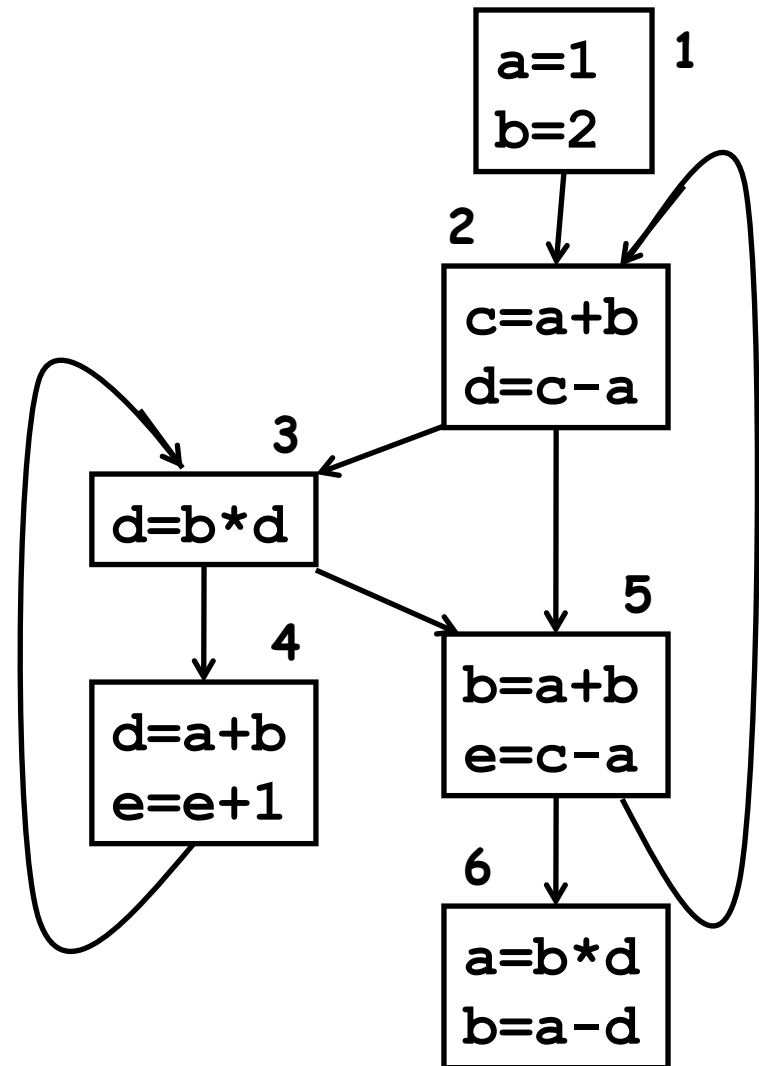 1
a=1
b=2
2
c=a+b
d=c-a
3
d=b*d
4
d=a+b
e=e+1
5
b=a+b
e=c-a
6
a=b*d
b=a-d